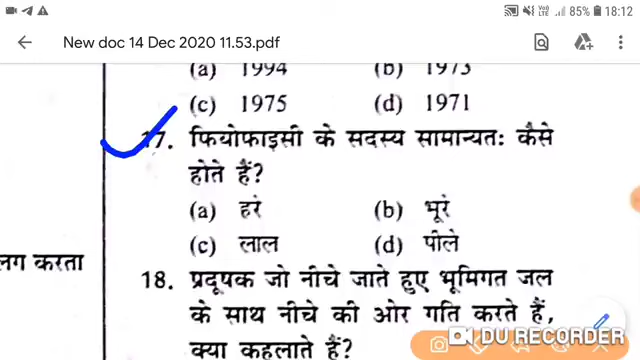 18:12
VoLTE
85%
New doc 14 Dec 2020 11.53.pdf
(a) 1994 (b) 1973
(c) 1975 (d) 1971
17. फियोफाइसी के सदस्य सामान्यतः कैसे
होते हैं?
(a) हरे (b) भूरे
(c) लाल (d) पीले
लग करता
18. प्रदूषक जो नीचे जाते हुए भूमिगत जल
के साथ नीचे की ओर गति करते हैं,
क्या कहलाते हैं?
DU RECORDER